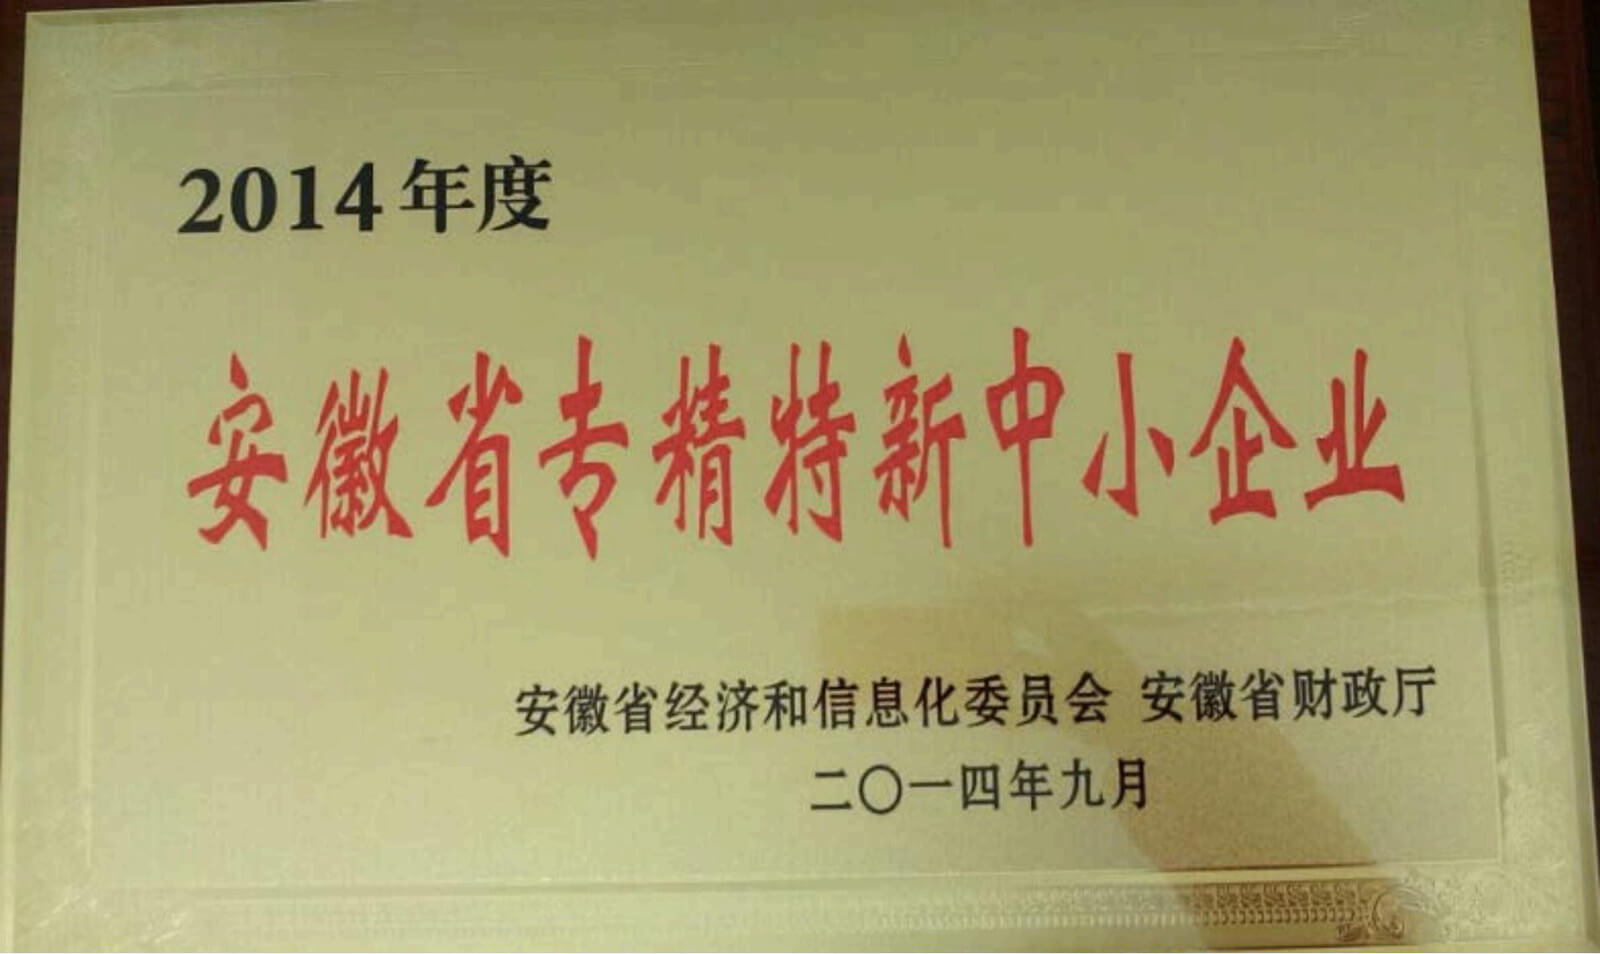 2014年度
安徽省专精特新中小企业
安徽省经济和信息化委员会 安徽省财政厅
二〇一四年九月